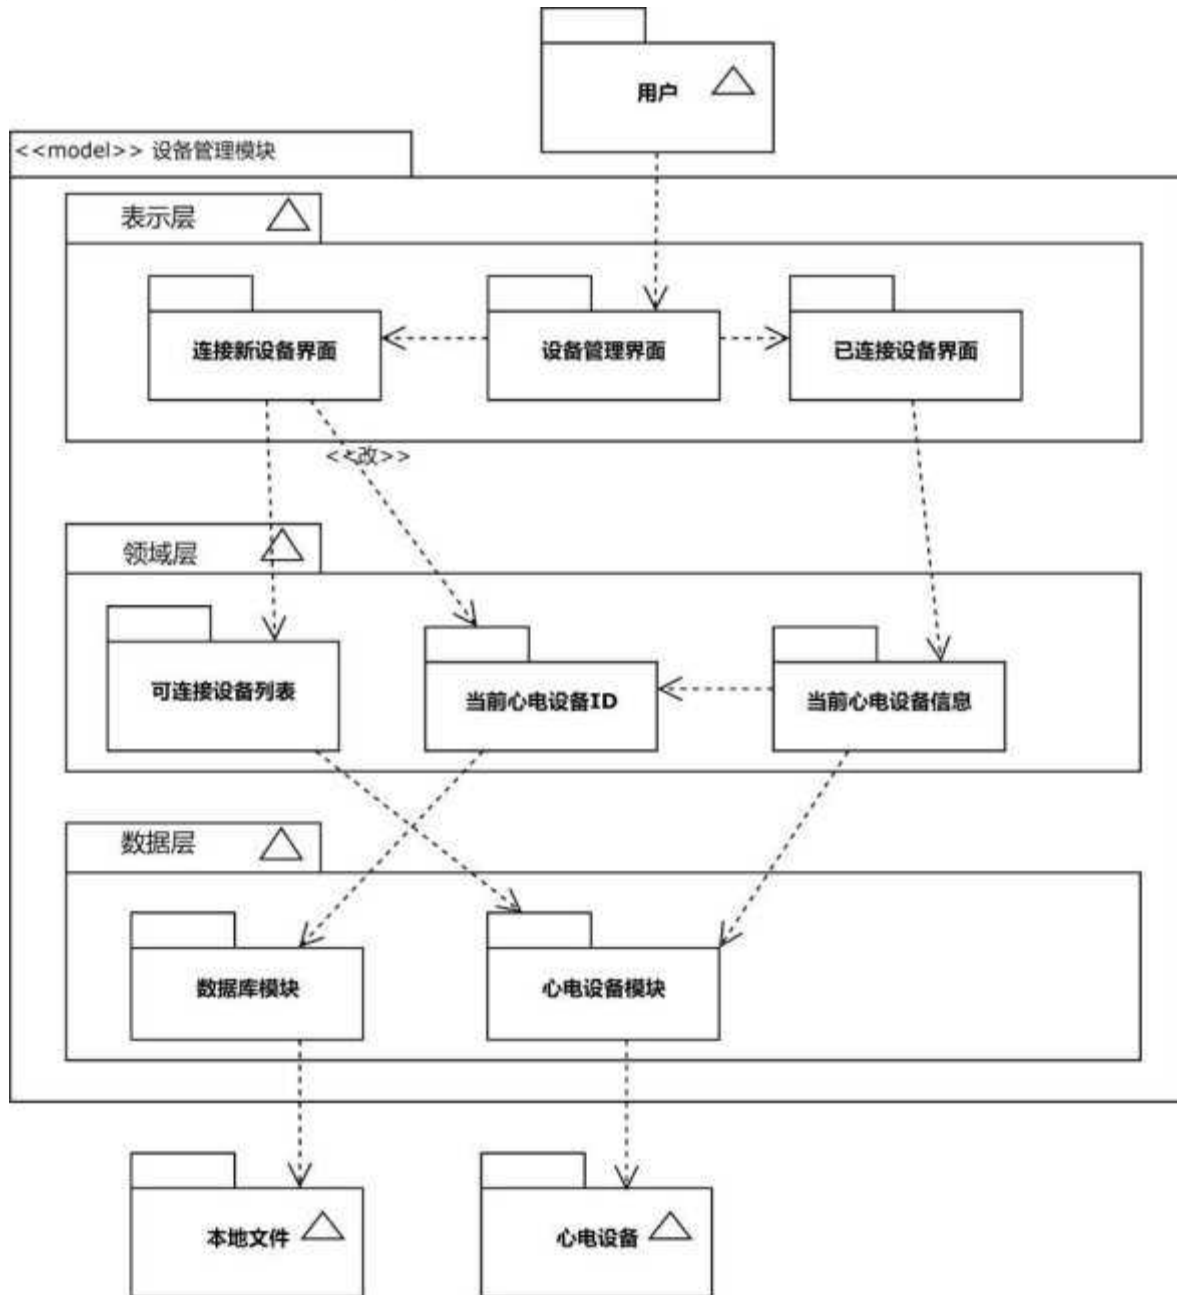 用户
<<model>> 设备管理模块
表示层
连接新设备界面
设备管理界面
已连接设备界面
<<改>>
领域层
可连接设备列表
当前心电设备ID
当前心电设备信息
数据层
数据库模块
心电设备模块
本地文件
心电设备